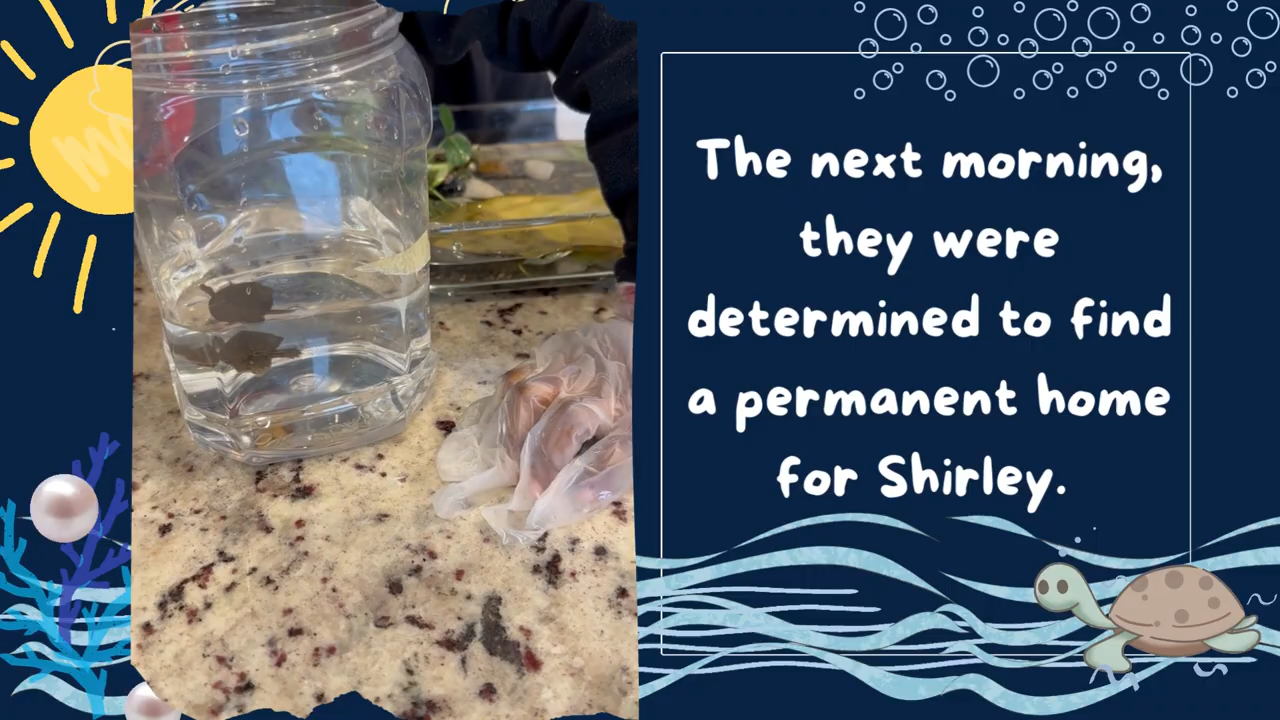 The next morning,
they were
determined to find
a permanent home
for Shirley.